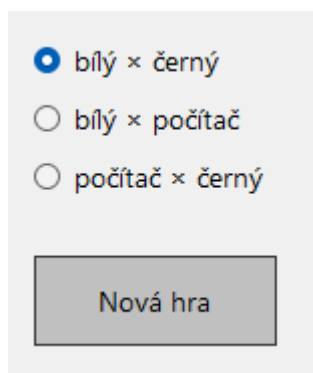 bílý × černý
bílý × počítač
počítač × černý
Nová hra